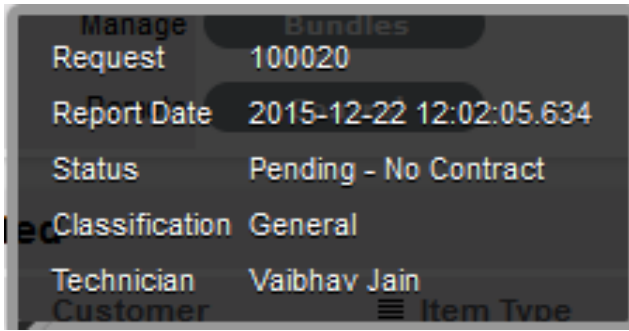 Manage Bundles
Request 100020
Report Date 2015-12-22 12:02:05.634
Status Pending - No Contract
Classification General
Technician Vaibhav Jain
Customer Item Type